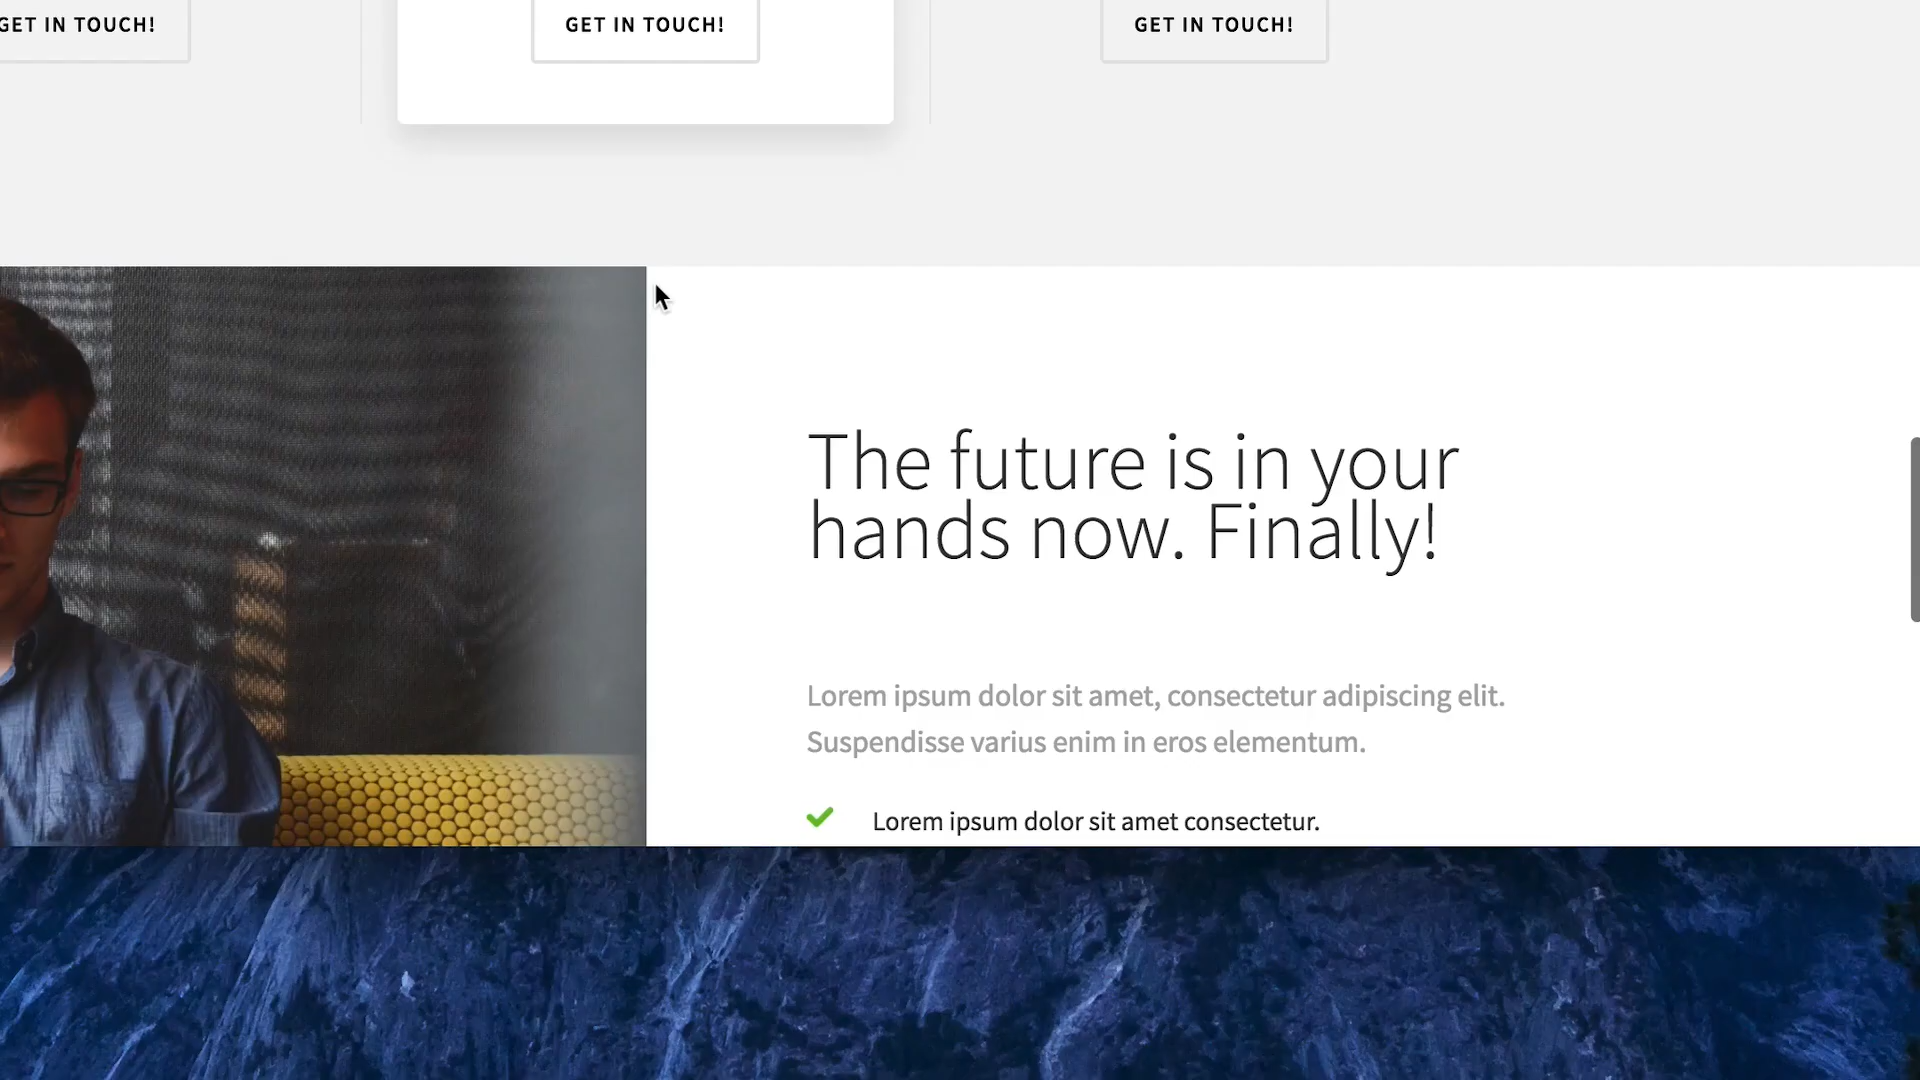 GET IN TOUCH!
GET IN TOUCH!
GET IN TOUCH!
The future is in your
hands now. Finally!
Lorem ipsum dolor sit amet, consectetur adipiscing elit.
Suspendisse varius enim in eros elementum.
Lorem ipsum dolor sit amet consectetur.